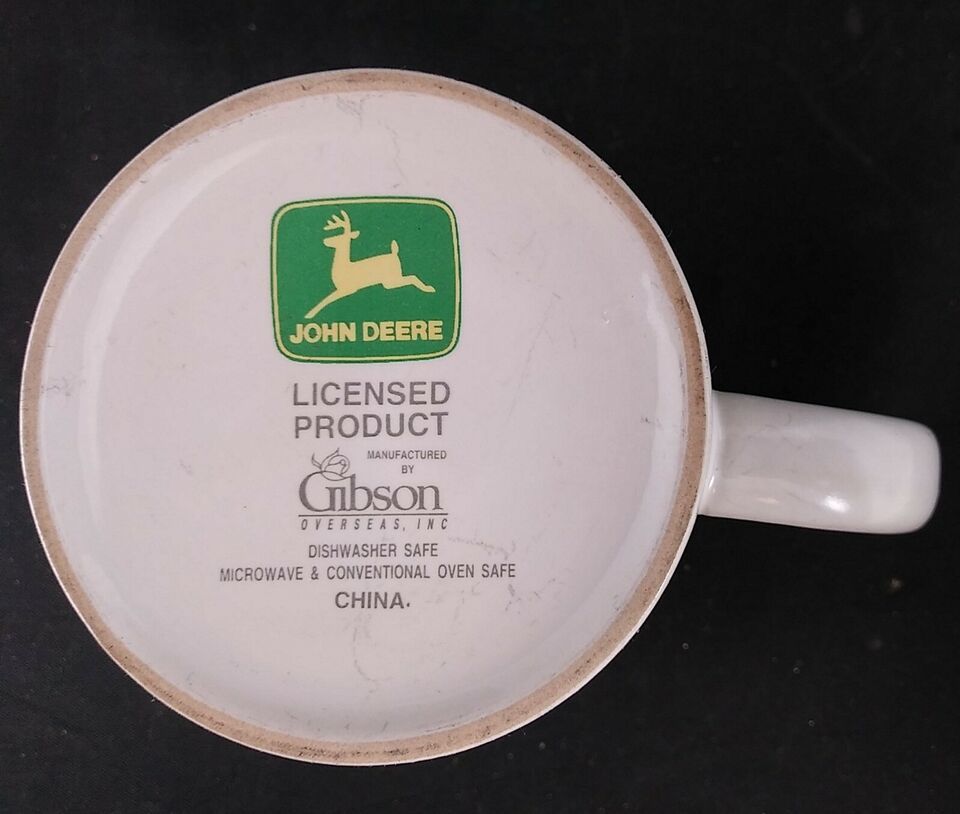 JOHN DEERE
LICENSED
PRODUCT
MANUFACTURED
BY
Gibson
OVERSEAS, INC
DISHWASHER SAFE
MICROWAVE & CONVENTIONAL OVEN SAFE
CHINA.